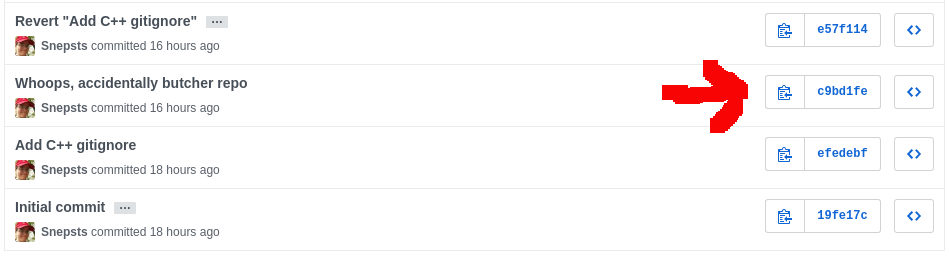 Revert "Add C++ gitignore" ...
e57f114
Snepsts committed 16 hours ago
Whoops, accidentally butcher repo
c9bd1fe
Snepsts committed 16 hours ago
Add C++ gitignore
efedebf
Snepsts committed 18 hours ago
Initial commit ...
19fe17c
Snepsts committed 18 hours ago